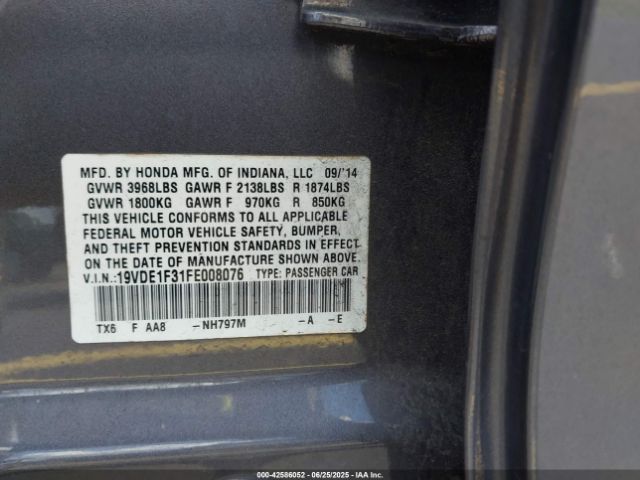 MFD. BY HONDA MFG. OF INDIANA, LLC 09/'14
GVWR 3968LBS GAWR F 2138LBS R 1874LBS
GVWR 1800KG GAWR F 970KG R 850KG
THIS VEHICLE CONFORMS TO ALL APPLICABLE
FEDERAL MOTOR VEHICLE SAFETY, BUMPER,
AND THEFT PREVENTION STANDARDS IN EFFECT
ON THE DATE OF MANUFACTURE SHOWN ABOVE.
V.I.N.:19VDE1F31FE008076 TYPE: PASSENGER CAR
TX6 F AA8 -NH797M -A -E
000-42586052 | 06/25/2025 | IAAI.COM